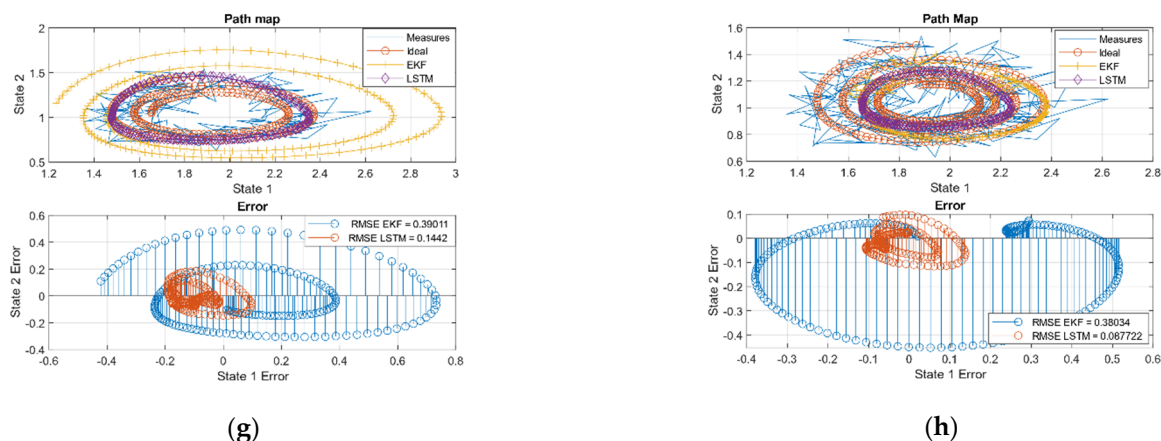 Path map
2
1.5
1
0.5
State 2
Measures
Ideal
EKF
LSTM
1.2 1.4 1.6 1.8 2 2.2 2.4 2.6 2.8 3
State 1
Error
0.6
0.4
0.2
0
-0.2
-0.4
State 2 Error
RMSE EKF = 0.39011
RMSE LSTM = 0.1442
-0.6 -0.4 -0.2 0 0.2 0.4 0.6 0.8
State 1 Error
(g)
Path Map
1.6
1.4
1.2
1
0.8
0.6
State 2
Measures
Ideal
EKF
LSTM
1.2 1.4 1.6 1.8 2 2.2 2.4 2.6 2.8
State 1
Error
0.1
0
-0.1
-0.2
-0.3
-0.4
-0.5
State 2 Error
RMSE EKF = 0.38034
RMSE LSTM = 0.087722
-0.4 -0.3 -0.2 -0.1 0 0.1 0.2 0.3 0.4 0.5 0.6
State 1 Error
(h)